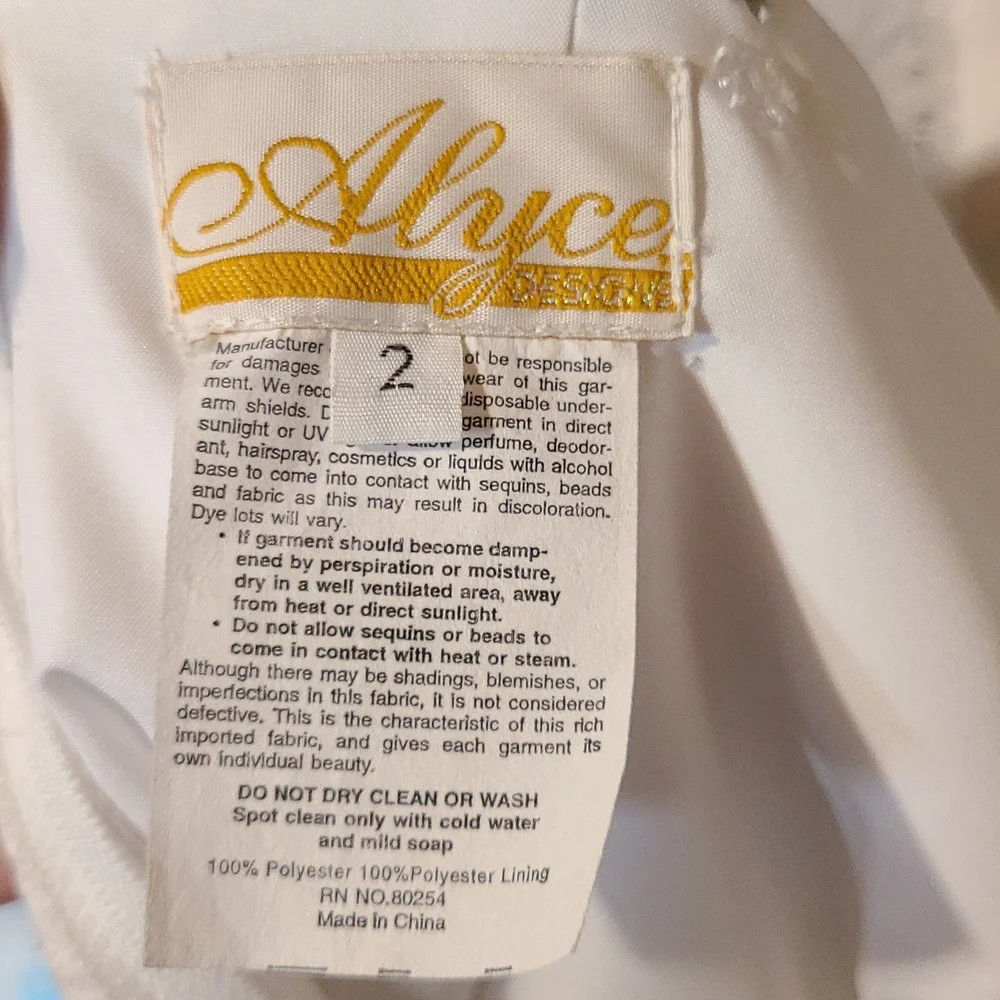 Alyce
DESIGNS
2
Manufacturer ot be responsible
for damages wear of this gar-
ment. We reco disposable under-
arm shields. D garment in direct
sunlight or UV allow perfume, deodor-
ant, hairspray, cosmetics or liquids with alcohol
base to come into contact with sequins, beads
and fabric as this may result in discoloration.
Dye lots will vary.
• If garment should become damp-
ened by perspiration or moisture,
dry in a well ventilated area, away
from heat or direct sunlight.
• Do not allow sequins or beads to
come in contact with heat or steam.
Although there may be shadings, blemishes, or
imperfections in this fabric, it is not considered
defective. This is the characteristic of this rich
imported fabric, and gives each garment its
own individual beauty.
DO NOT DRY CLEAN OR WASH
Spot clean only with cold water
and mild soap
100% Polyester 100%Polyester Lining
RN NO.80254
Made in China